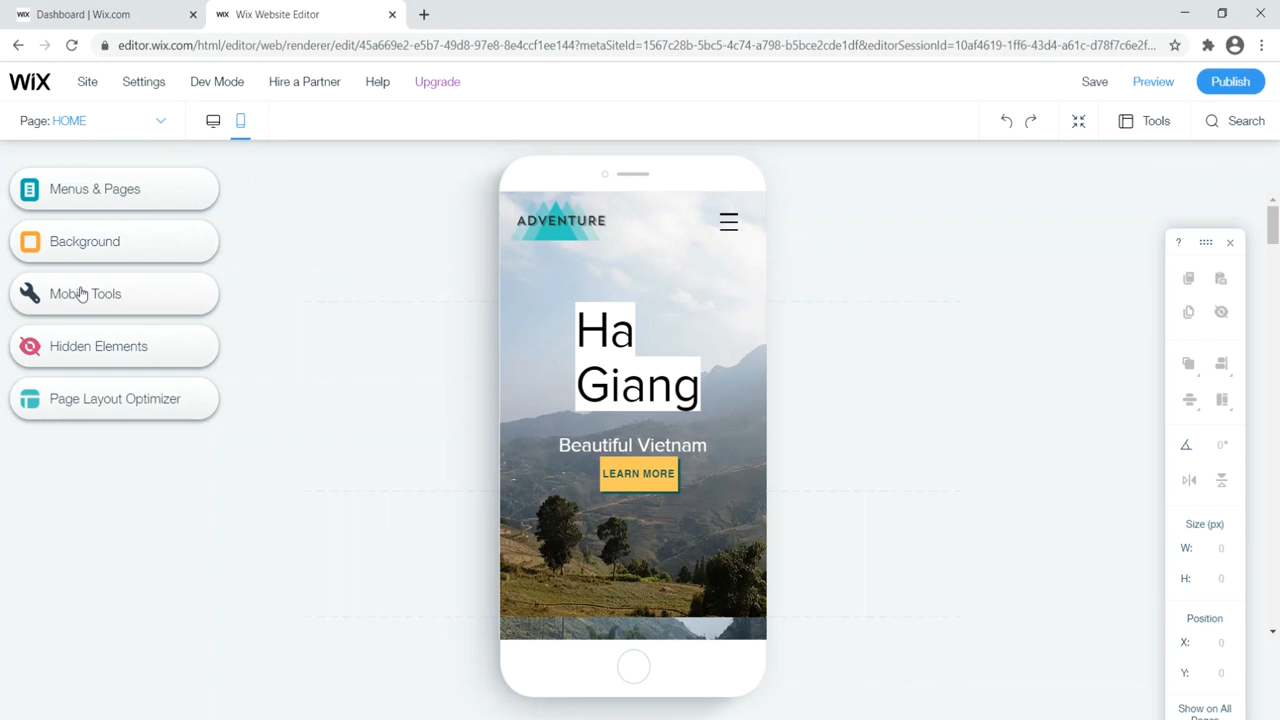 WiX Dashboard | Wix.com
WiX Wix Website Editor
editor.wix.com/html/editor/web/renderer/edit/45a669e2-e5b7-49d8-97e8-8e4ccf1ee144?metaSiteId=1567c28b-5bc5-4c74-a798-b5bce2cde1df&editorSessionId=10af4619-1ff6-43d4-a61c-d78f7c6e2f...
WiX Site Settings Dev Mode Hire a Partner Help Upgrade Save Preview Publish
Page: HOME Tools Search
Menus & Pages
Background
Mobile Tools
Hidden Elements
Page Layout Optimizer
ADVENTURE
Ha
Giang
Beautiful Vietnam
LEARN MORE
?
0°
Size (px)
W: 0
H: 0
Position
X: 0
Y: 0
Show on All
Pages